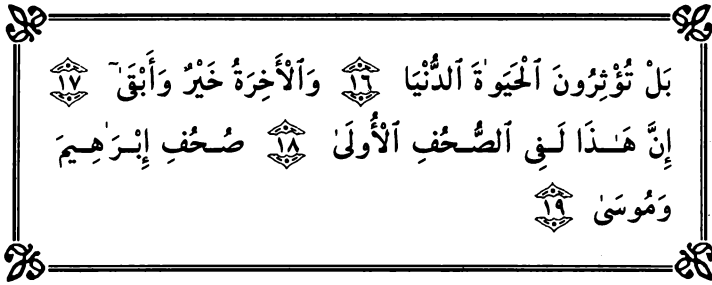 بَلْ تُؤْثِرُونَ ٱلْحَيَوٰةَ ٱلدُّنْيَا ١٦ وَٱلْأَخِرَةُ خَيْرٌ وَأَبْقَىٰٓ ١٧
إِنَّ هَـٰذَا لَفِى ٱلصُّحُفِ ٱلْأُولَىٰ ١٨ صُحُفِ إِبْرَٰهِيمَ
وَمُوسَىٰ ١٩